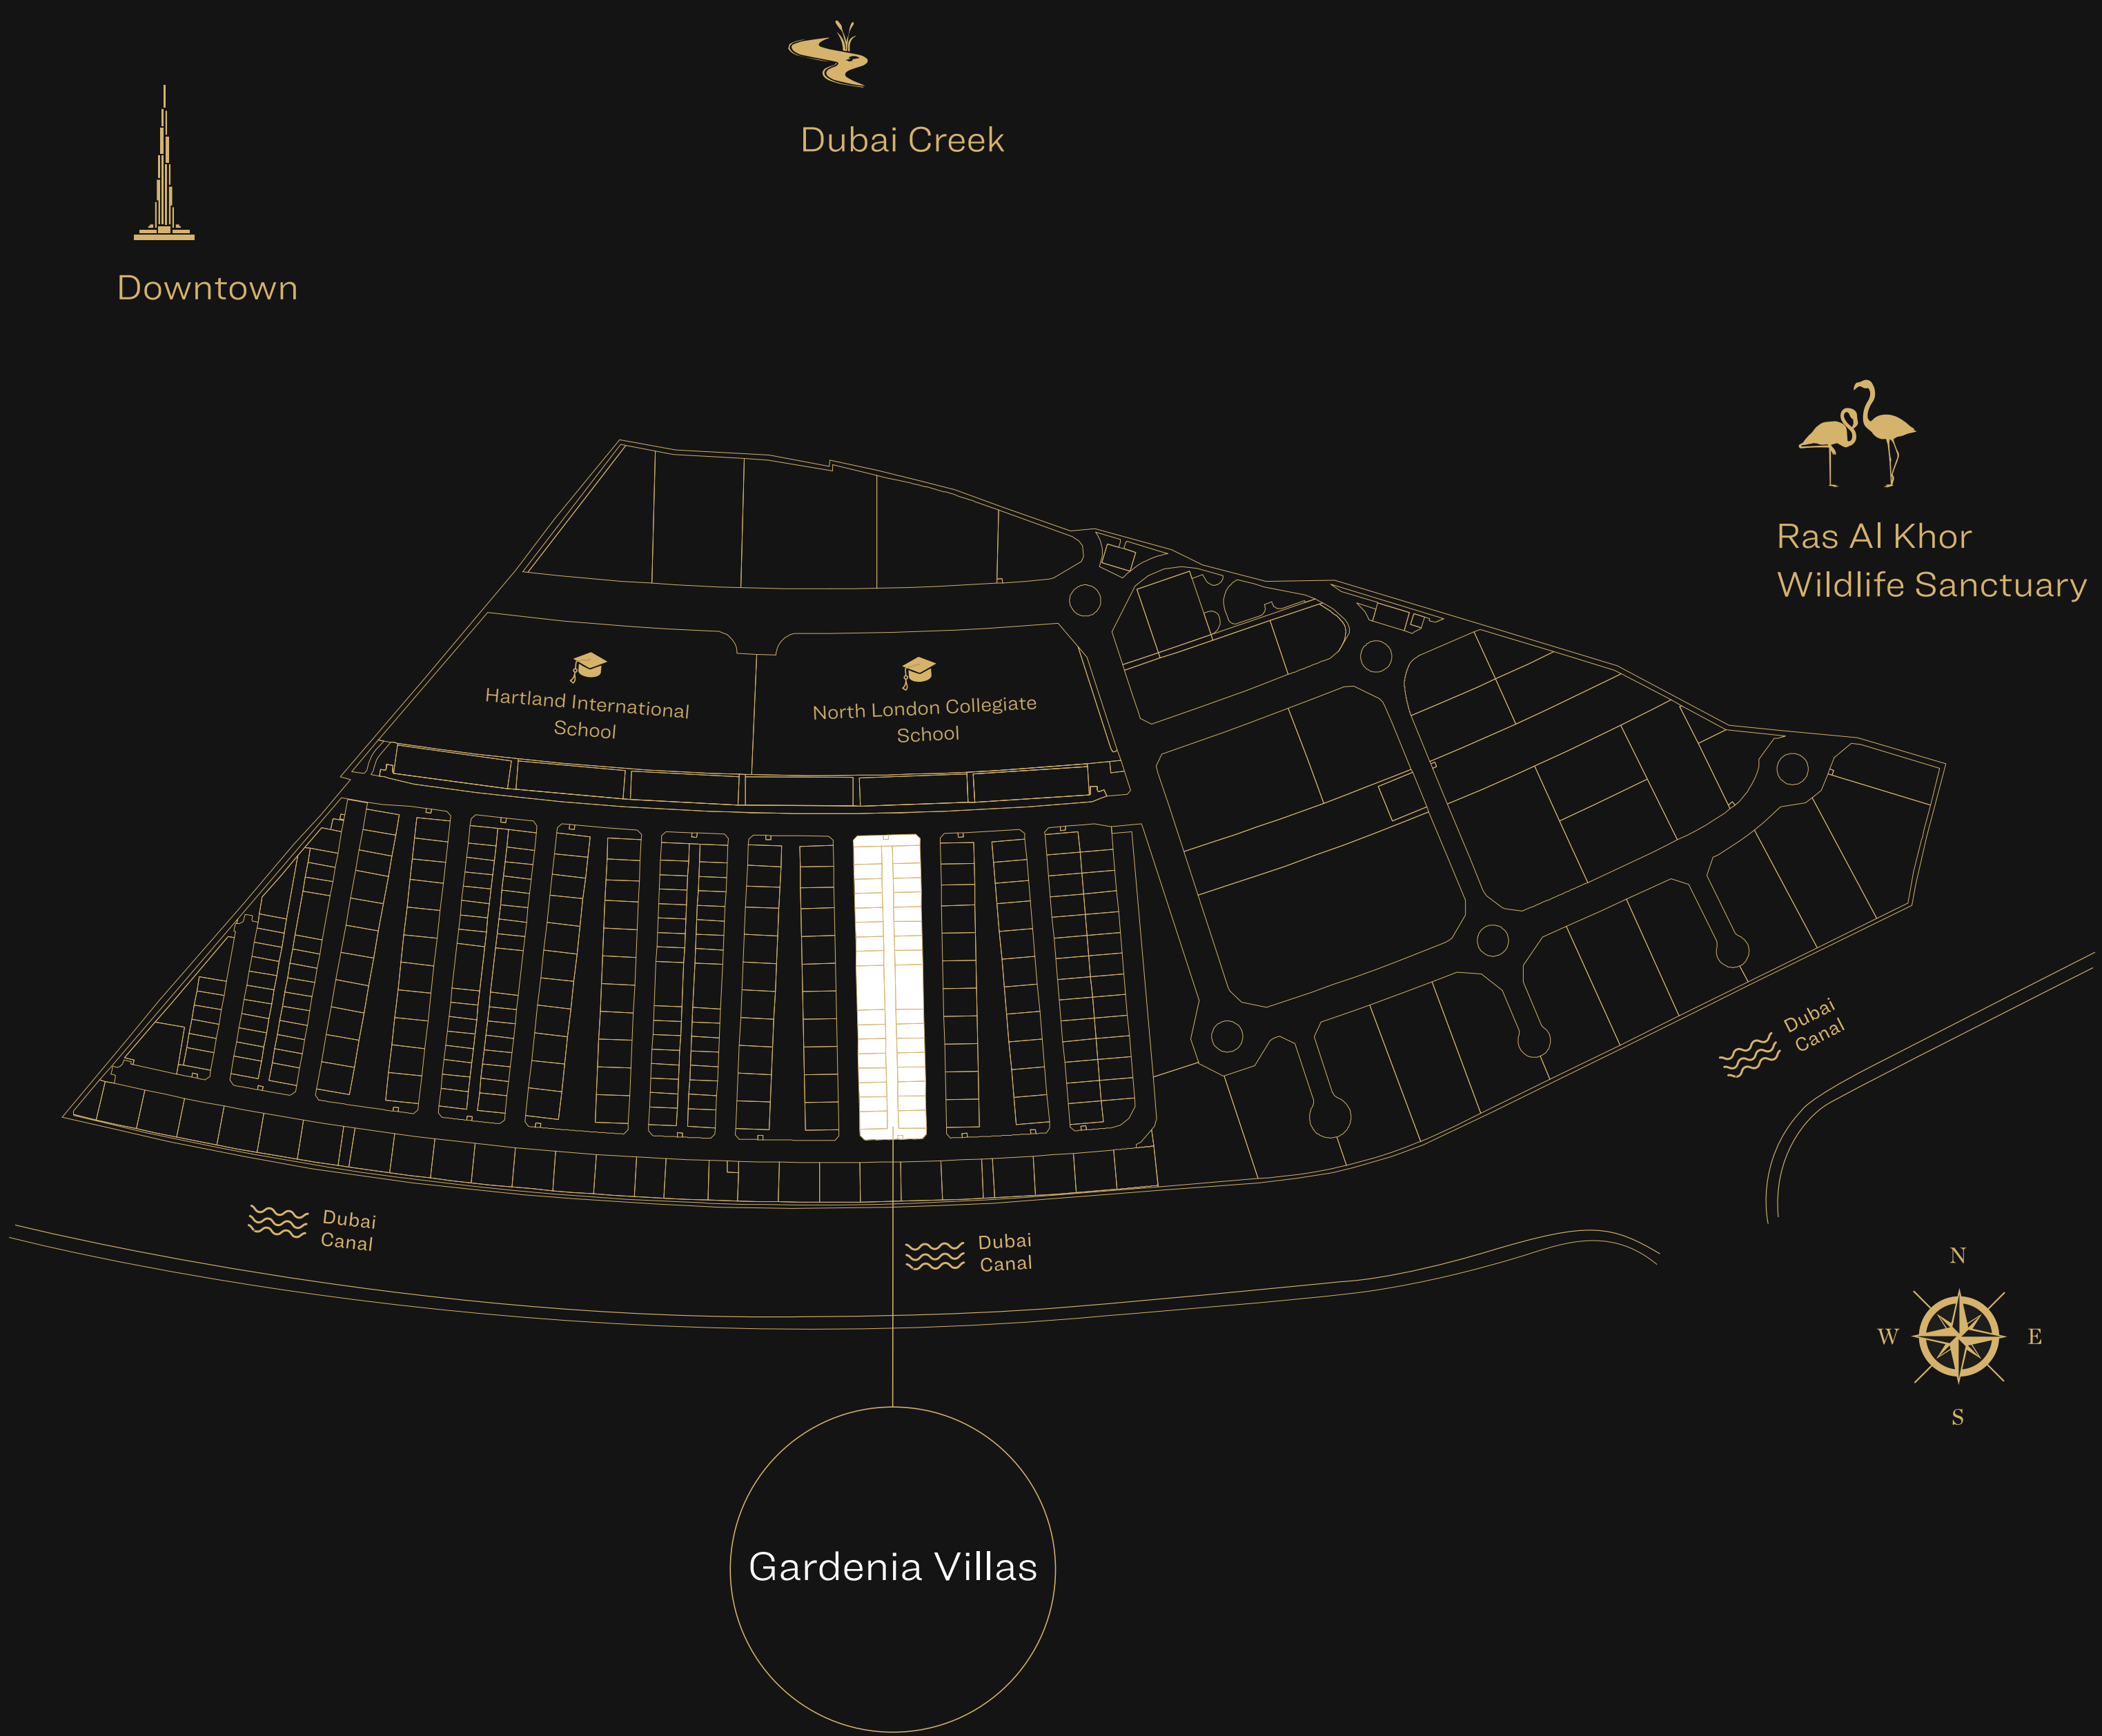 Dubai Creek
Downtown
Ras Al Khor
Wildlife Sanctuary
Hartland International
School
North London Collegiate
School
Dubai
Canal
Dubai
Canal
Dubai
Canal
N
W
E
S
Gardenia Villas